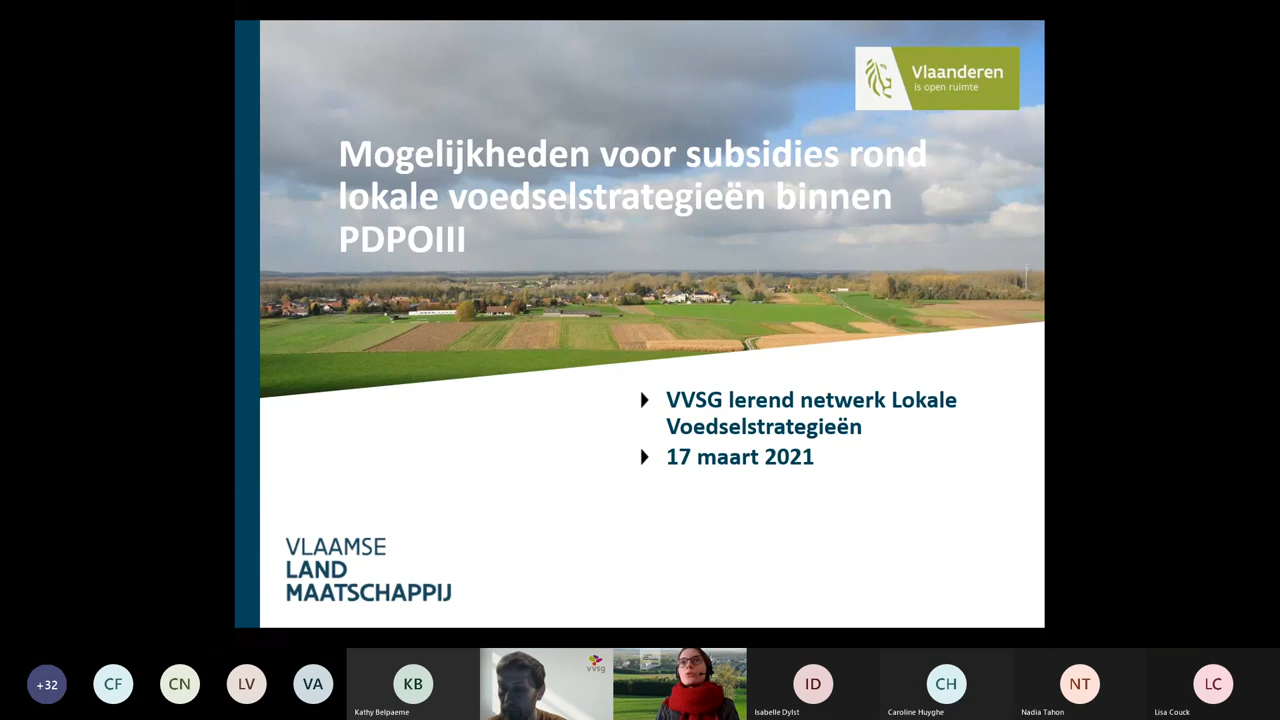 Vlaanderen
is open ruimte
Mogelijkheden voor subsidies rond
lokale voedselstrategieën binnen
PDPOIII
VVSG lerend netwerk Lokale
Voedselstrategieën
17 maart 2021
VLAAMSE
LAND
MAATSCHAPPIJ
+32
CF
CN
LV
VA
KB
Kathy Belpaeme
vvsg
ID
Isabelle Dylst
CH
Caroline Huyghe
NT
Nadia Tahon
LC
Lisa Couck